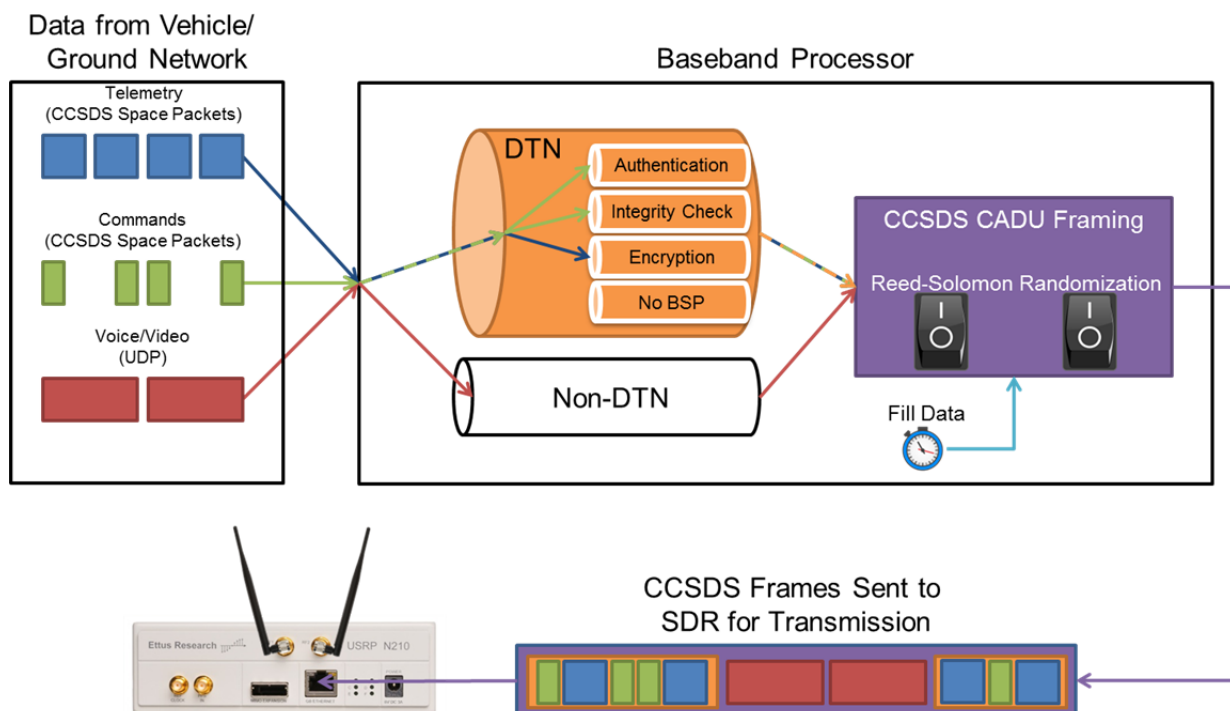 Data from Vehicle/
Ground Network
Baseband Processor
Telemetry
(CCSDS Space Packets)
Commands
(CCSDS Space Packets)
Voice/Video
(UDP)
DTN
Authentication
Integrity Check
Encryption
No BSP
Non-DTN
CCSDS CADU Framing
Reed-Solomon Randomization
Fill Data
CCSDS Frames Sent to
SDR for Transmission
Ettus Research
USRP N210